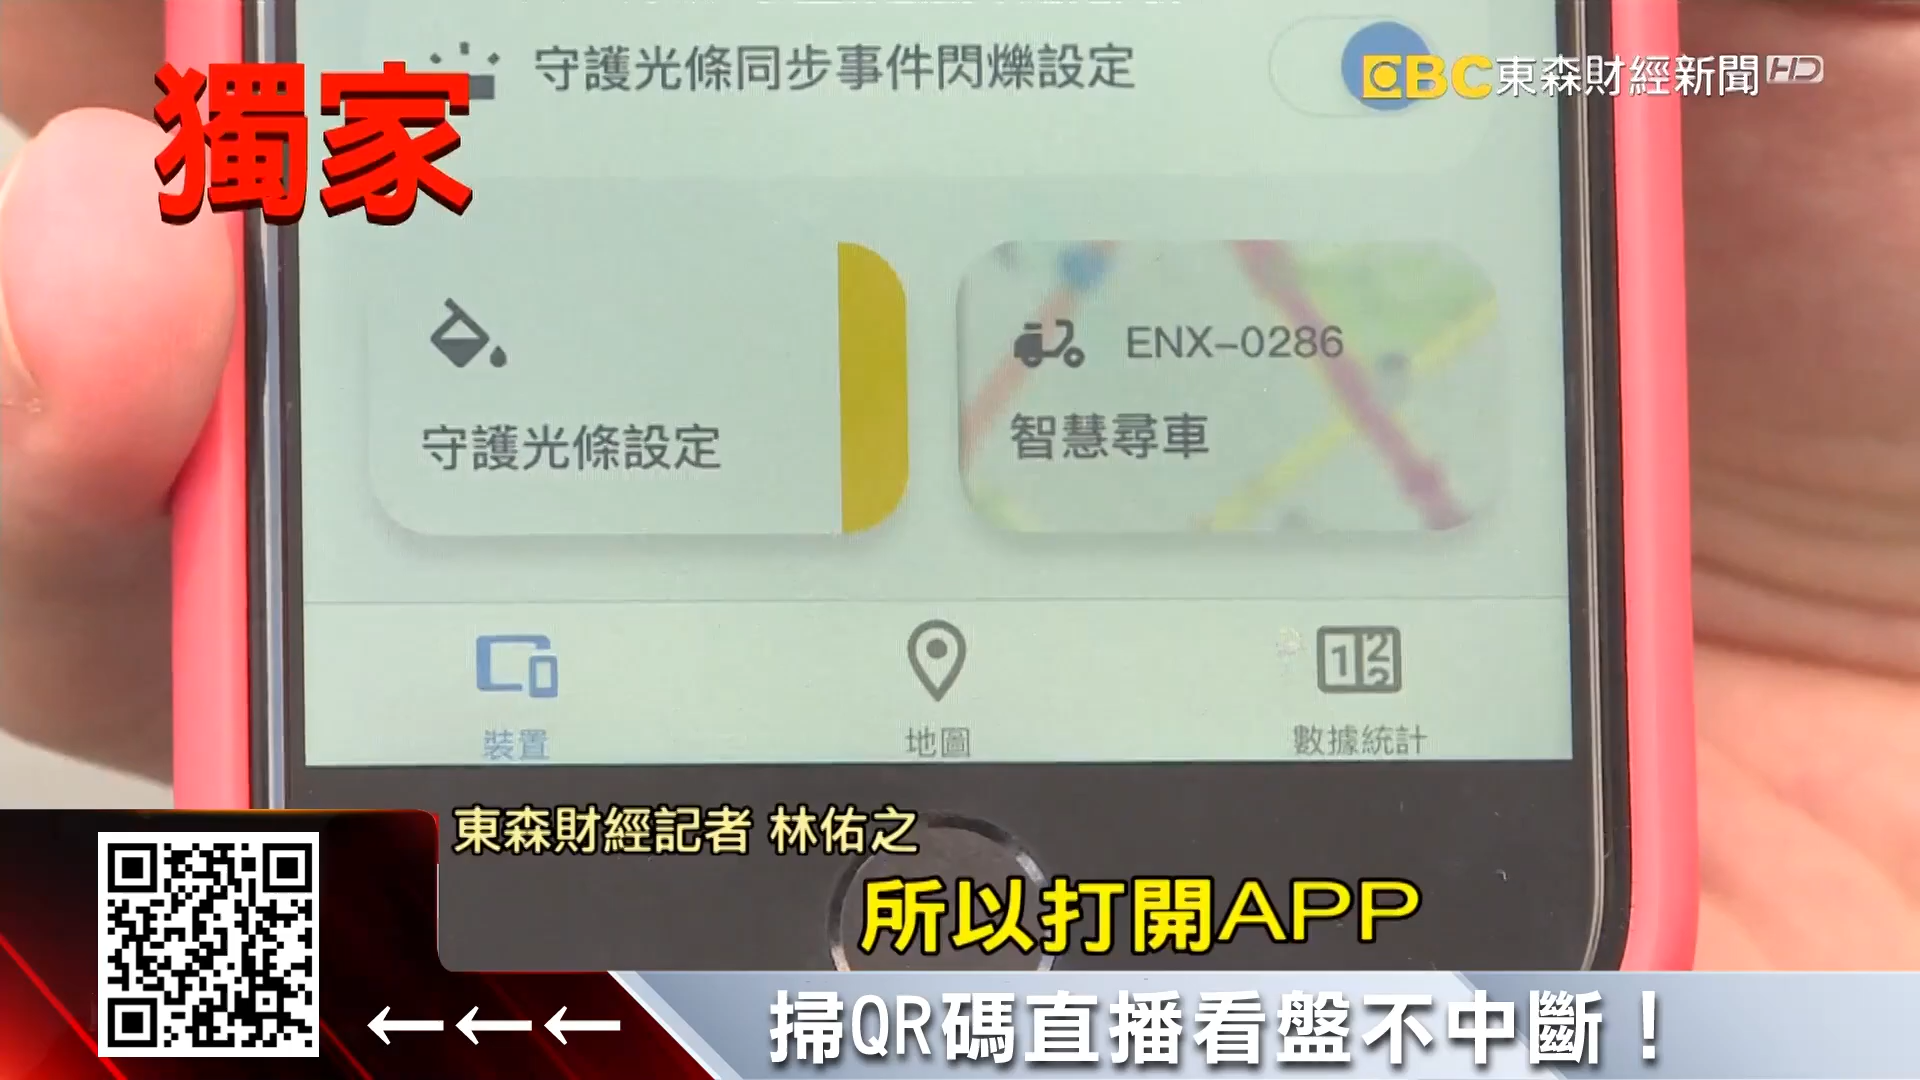 守護光條同步事件閃爍設定
EBC東森財經新聞HD
獨家
ENX-0286
守護光條設定
智慧尋車
裝置
地圖
數據統計
東森財經記者 林佑之
所以打開APP
←←← 掃QR碼直播看盤不中斷！